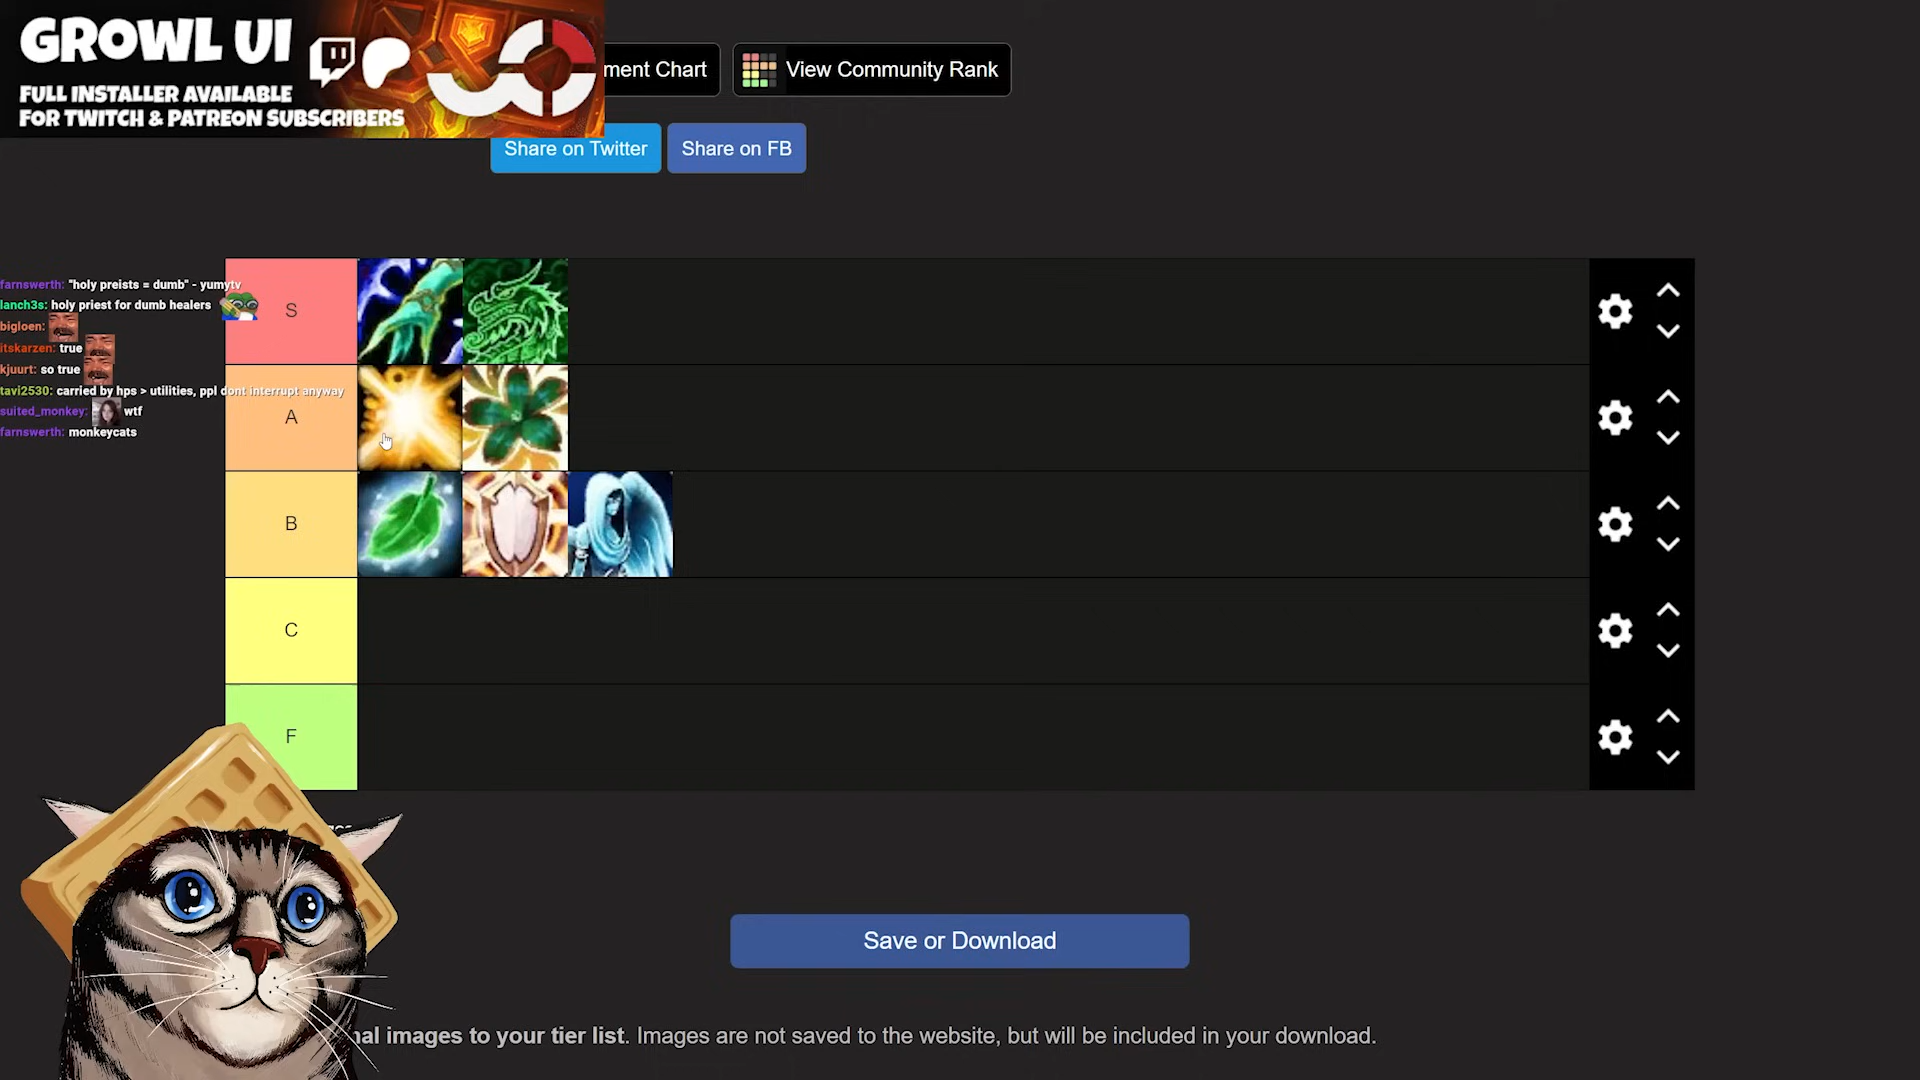 GROWL UI
FULL INSTALLER AVAILABLE
FOR TWITCH & PATREON SUBSCRIBERS
ment Chart
View Community Rank
Share on Twitter
Share on FB
farnswerth: "holy preists = dumb" - yumytv
lanch3s: holy priest for dumb healers
bigloen:
itskarzen: true
kjuurt: so true
tavi2530: carried by hps > utilities, ppl dont interrupt anyway
suited_monkey: wtf
farnswerth: monkeycats
S
A
B
C
F
Save or Download
nal images to your tier list. Images are not saved to the website, but will be included in your download.